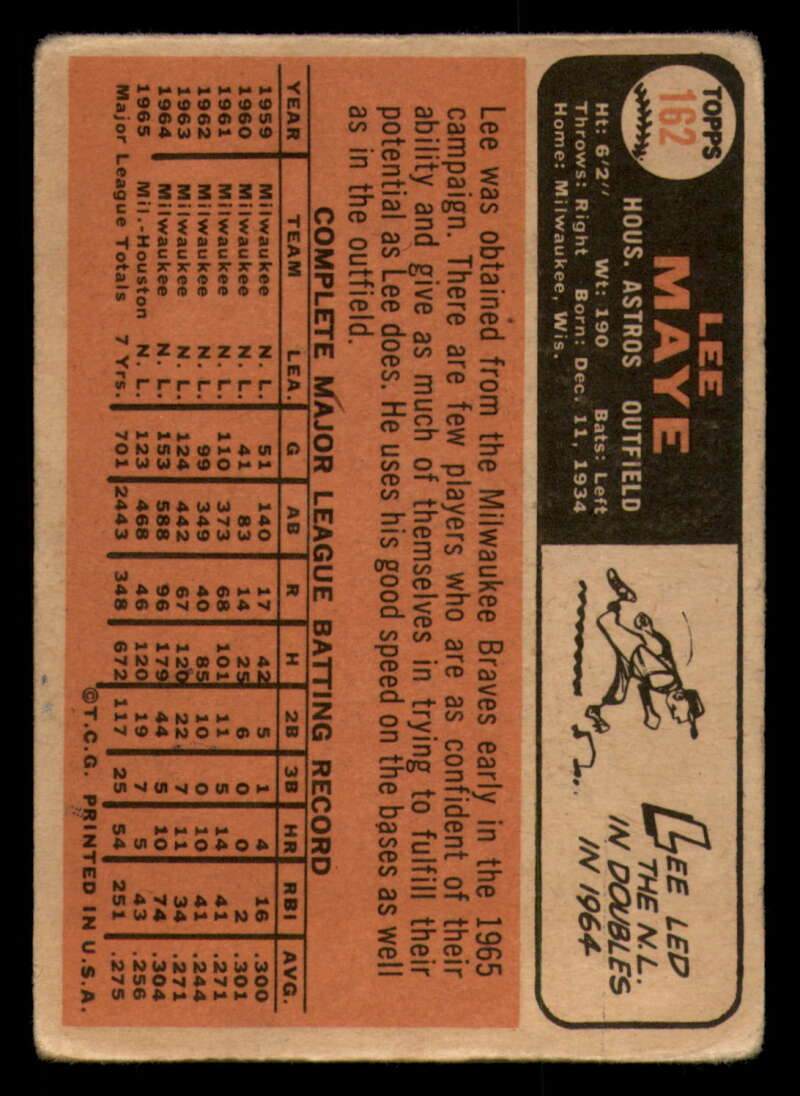 TOPPS
162
LEE
MAYE
HOUS. ASTROS OUTFIELD
Ht: 6'2" Wt: 190 Bats: Left
Throws: Right Born: Dec. 11, 1934
Home: Milwaukee, Wis.
LEE LED
THE N.L.
IN DOUBLES
IN 1964
Lee was obtained from the Milwaukee Braves early in the 1965
campaign. There are few players who are as confident of their
ability and give as much of themselves in trying to fulfill their
potential as Lee does. He uses his good speed on the bases as well
as in the outfield.
COMPLETE MAJOR LEAGUE BATTING RECORD
YEAR TEAM LEA. G AB R H 2B 3B HR RBI AVG.
1959 Milwaukee N. L. 51 140 17 42 5 1 4 16 .300
1960 Milwaukee N. L. 41 83 14 25 6 0 0 2 .301
1961 Milwaukee N. L. 110 373 68 101 11 5 14 41 .271
1962 Milwaukee N. L. 99 349 40 85 10 0 10 41 .244
1963 Milwaukee N. L. 124 442 67 120 22 7 11 34 .271
1964 Milwaukee N. L. 153 588 96 179 44 5 10 74 .304
1965 Mil.-Houston N. L. 123 468 46 120 19 7 5 43 .256
Major League Totals 7 Yrs. 701 2443 348 672 117 25 54 251 .275
©T.C.G. PRINTED IN U.S.A.